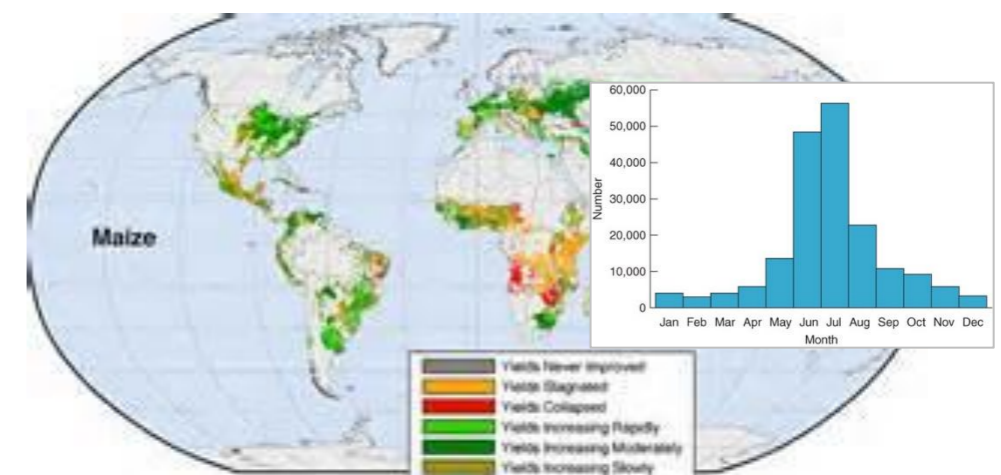 Maize
60,000
50,000
40,000
30,000
20,000
10,000
0
Number
Jan Feb Mar Apr May Jun Jul Aug Sep Oct Nov Dec
Month
Yields Never Improved
Yields Stagnated
Yields Collapsed
Yields Increasing Rapidly
Yields Increasing Moderately
Yields Increasing Slowly